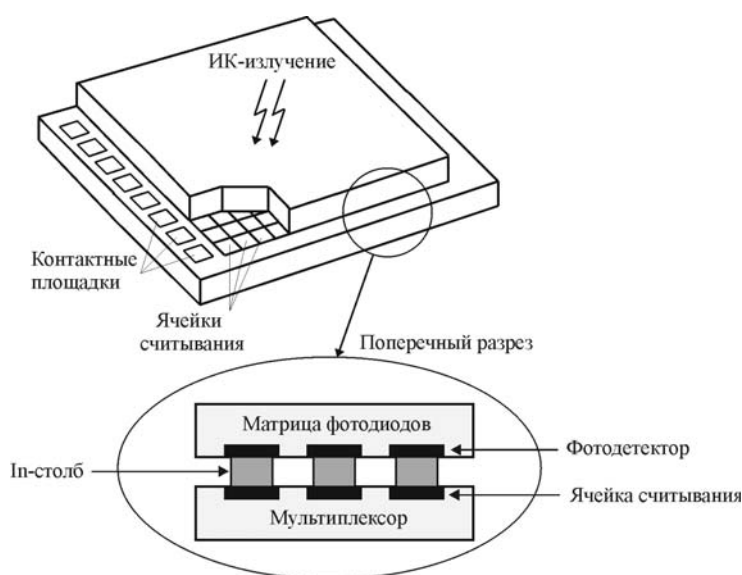 ИК-излучение
Контактные
площадки
Ячейки
считывания
Поперечный разрез
Матрица фотодиодов
Фотодетектор
In-столб
Ячейка считывания
Мультиплексор